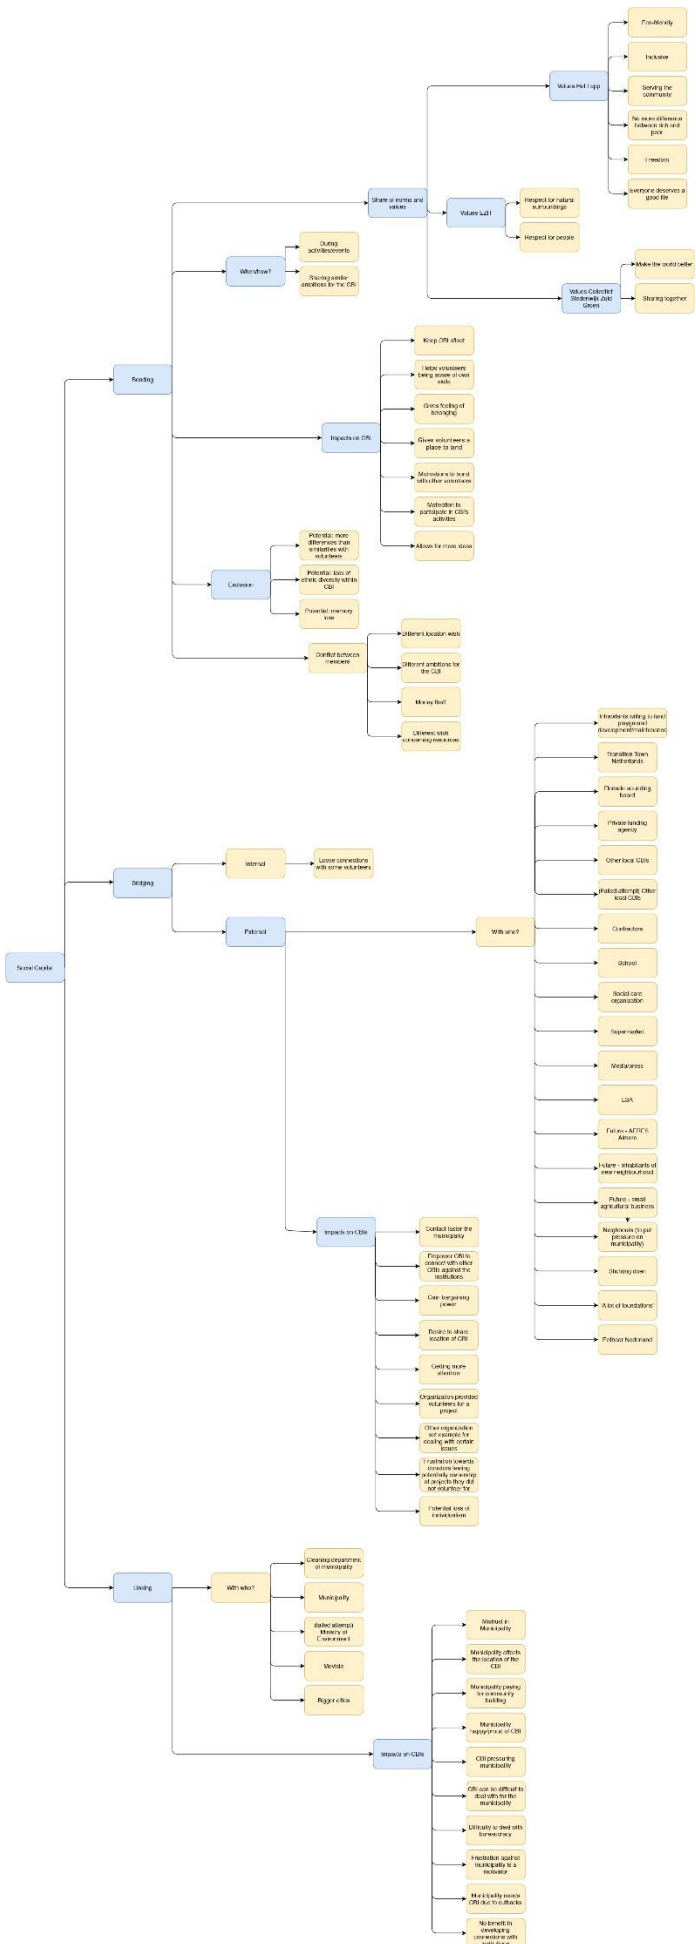 Eco-friendly
Inclusive
Serving the
community
Values Het Lapp
No more difference
between rich and
poor
Freedom
Everyone deserves a
good life
Share of norms and
values
Values
Respect for natural
surroundings
Respect for people
During
activities/events
When/how?
Sharing similar
ambitions for the CBI
Make the world better
Values Collectief
Stedenwijk Zuid
Groen
Sharing together
Bonding
Keep CBI afloat
Helps volunteers
being aware of own
skills
Gives feeling of
belonging
Impacts on CBI
Gives volunteers a
place to land
Motivations to bond
with other volunteers
Motivation to
participate in CBI's
activities
Allows for more ideas
Potential: more
differences than
similarities with
volunteers
Exclusion
Potential: lack of
ethnic diversity within
CBI
Potential: memory
loss
Conflict between
members
Different location wish
Different ambitions for
the CBI
Money theft
Different wish
concerning resources
Inhabitants willing to fund
playground
development/maintenance
Transition Town
Netherlands
Floriade sounding
board
Private funding
agency
Other local CBIs
(Failed attempt) Other
local CBIs
Bridging
Internal
Loose connections
with some volunteers
External
With who?
Contractors
School
Social care
organization
Supermarket
Media/press
Future - AERES
Almere
Future - inhabitants of
new neighbourhood
Future - small
agricultural business
Neighbours (to put
pressure on
municipality)
Stichting doen
"A lot of foundations"
Eetbaar Nederland
Social Capital
Impacts on CBIs
Contact faster the
municipality
Empower CBI to
connect with other
CBIs against the
institutions
Gain bargaining
power
Desire to share
location of CBI
Getting more
attention
Organization provided
volunteers for a
project
Other organization
set example for
dealing with certain
issues
Frustration towards
donators feeling
potentially ownership
of projects they did
not volunteer for
Potential loss of
individualism
Linking
With who?
Cleaning department
of municipality
Municipality
(failed attempt)
Ministry of
Environment
Movisie
Bigger office
Impacts on CBIs
Mistrust in
Municipality
Municipality affects
the location of the
CBI
Municipality paying
for community
building
Municipality
happy/proud of CBI
CBI pressuring
municipality
CBI can be difficult to
deal with for the
municipality
Difficulty to deal with
bureaucracy
Frustration against
municipality is a
motivator
Municipality needs
CBI due to cutbacks
No benefit in
developing
connections with